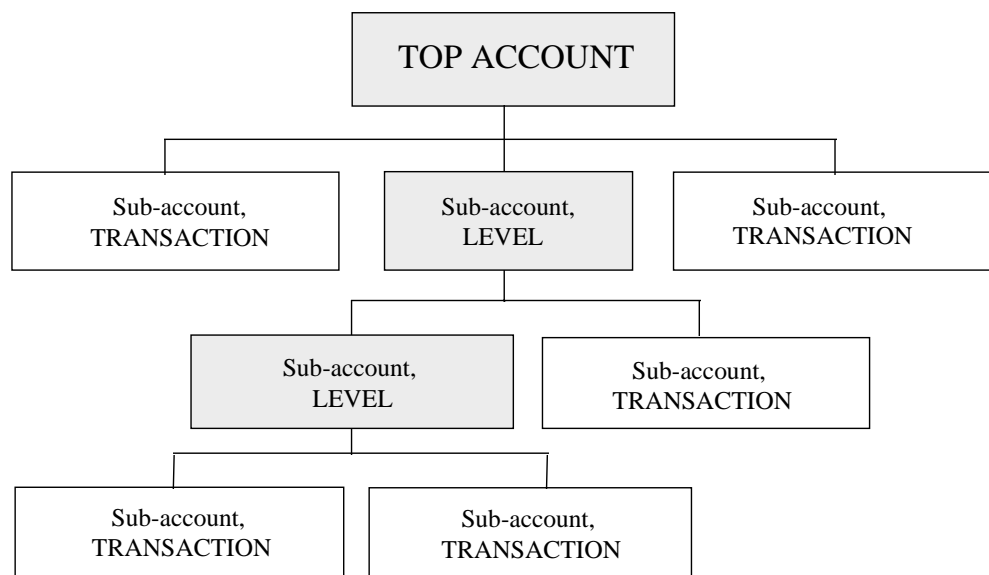 TOP ACCOUNT
Sub-account,
TRANSACTION
Sub-account,
LEVEL
Sub-account,
TRANSACTION
Sub-account,
LEVEL
Sub-account,
TRANSACTION
Sub-account,
TRANSACTION
Sub-account,
TRANSACTION